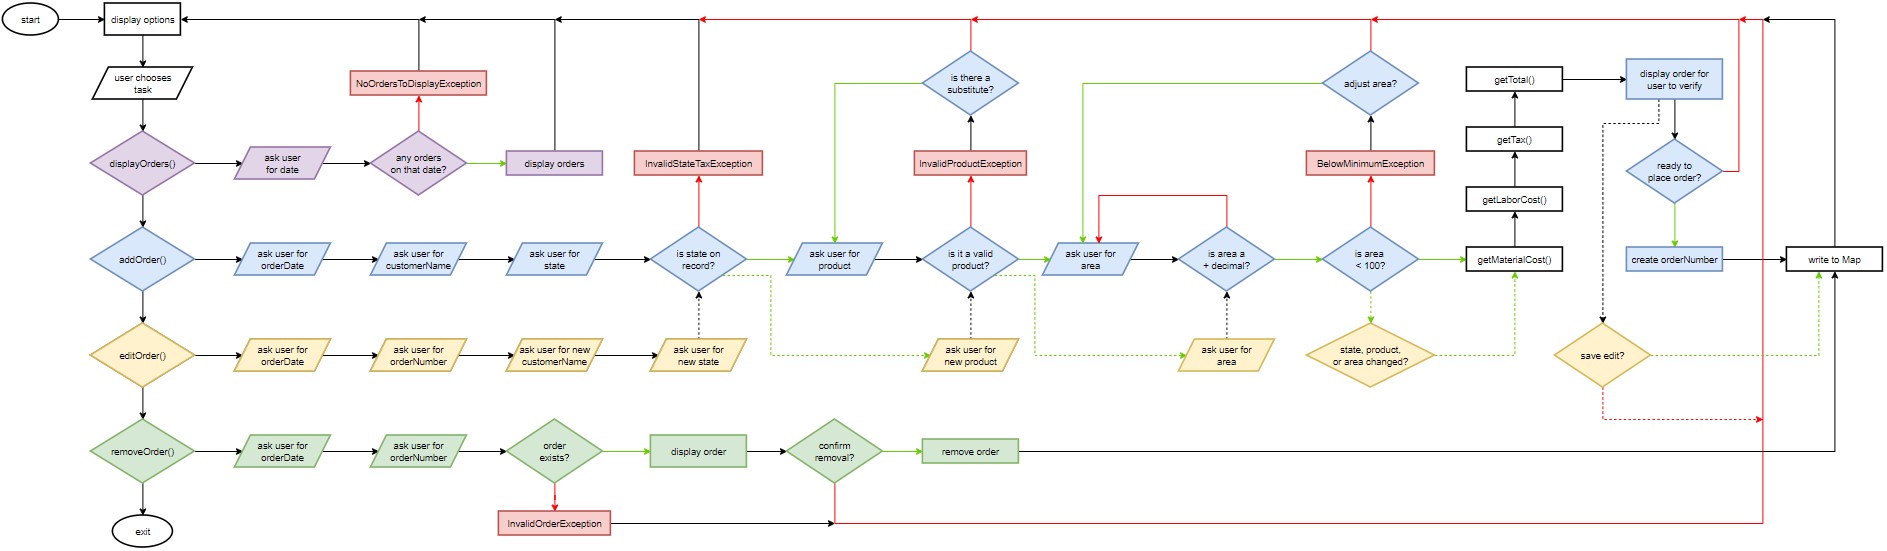 start
display options
user chooses
task
NoOrdersToDisplayException
is there a
substitute?
adjust area?
getTotal()
display order for
user to verify
getTax()
displayOrders()
ask user
for date
any orders
on that date?
display orders
InvalidStateTaxException
InvalidProductException
BelowMinimumException
ready to
place order?
getLaborCost()
addOrder()
ask user for
orderDate
ask user for
customerName
ask user for
state
is state on
record?
ask user for
product
is it a valid
product?
ask user for
area
is area a
+ decimal?
is area
< 100?
getMaterialCost()
create orderNumber
write to Map
editOrder()
ask user for
orderDate
ask user for
orderNumber
ask user for new
customerName
ask user for
new state
ask user for
new product
ask user for
area
state, product,
or area changed?
save edit?
removeOrder()
ask user for
orderDate
ask user for
orderNumber
order
exists?
display order
confirm
removal?
remove order
InvalidOrderException
exit